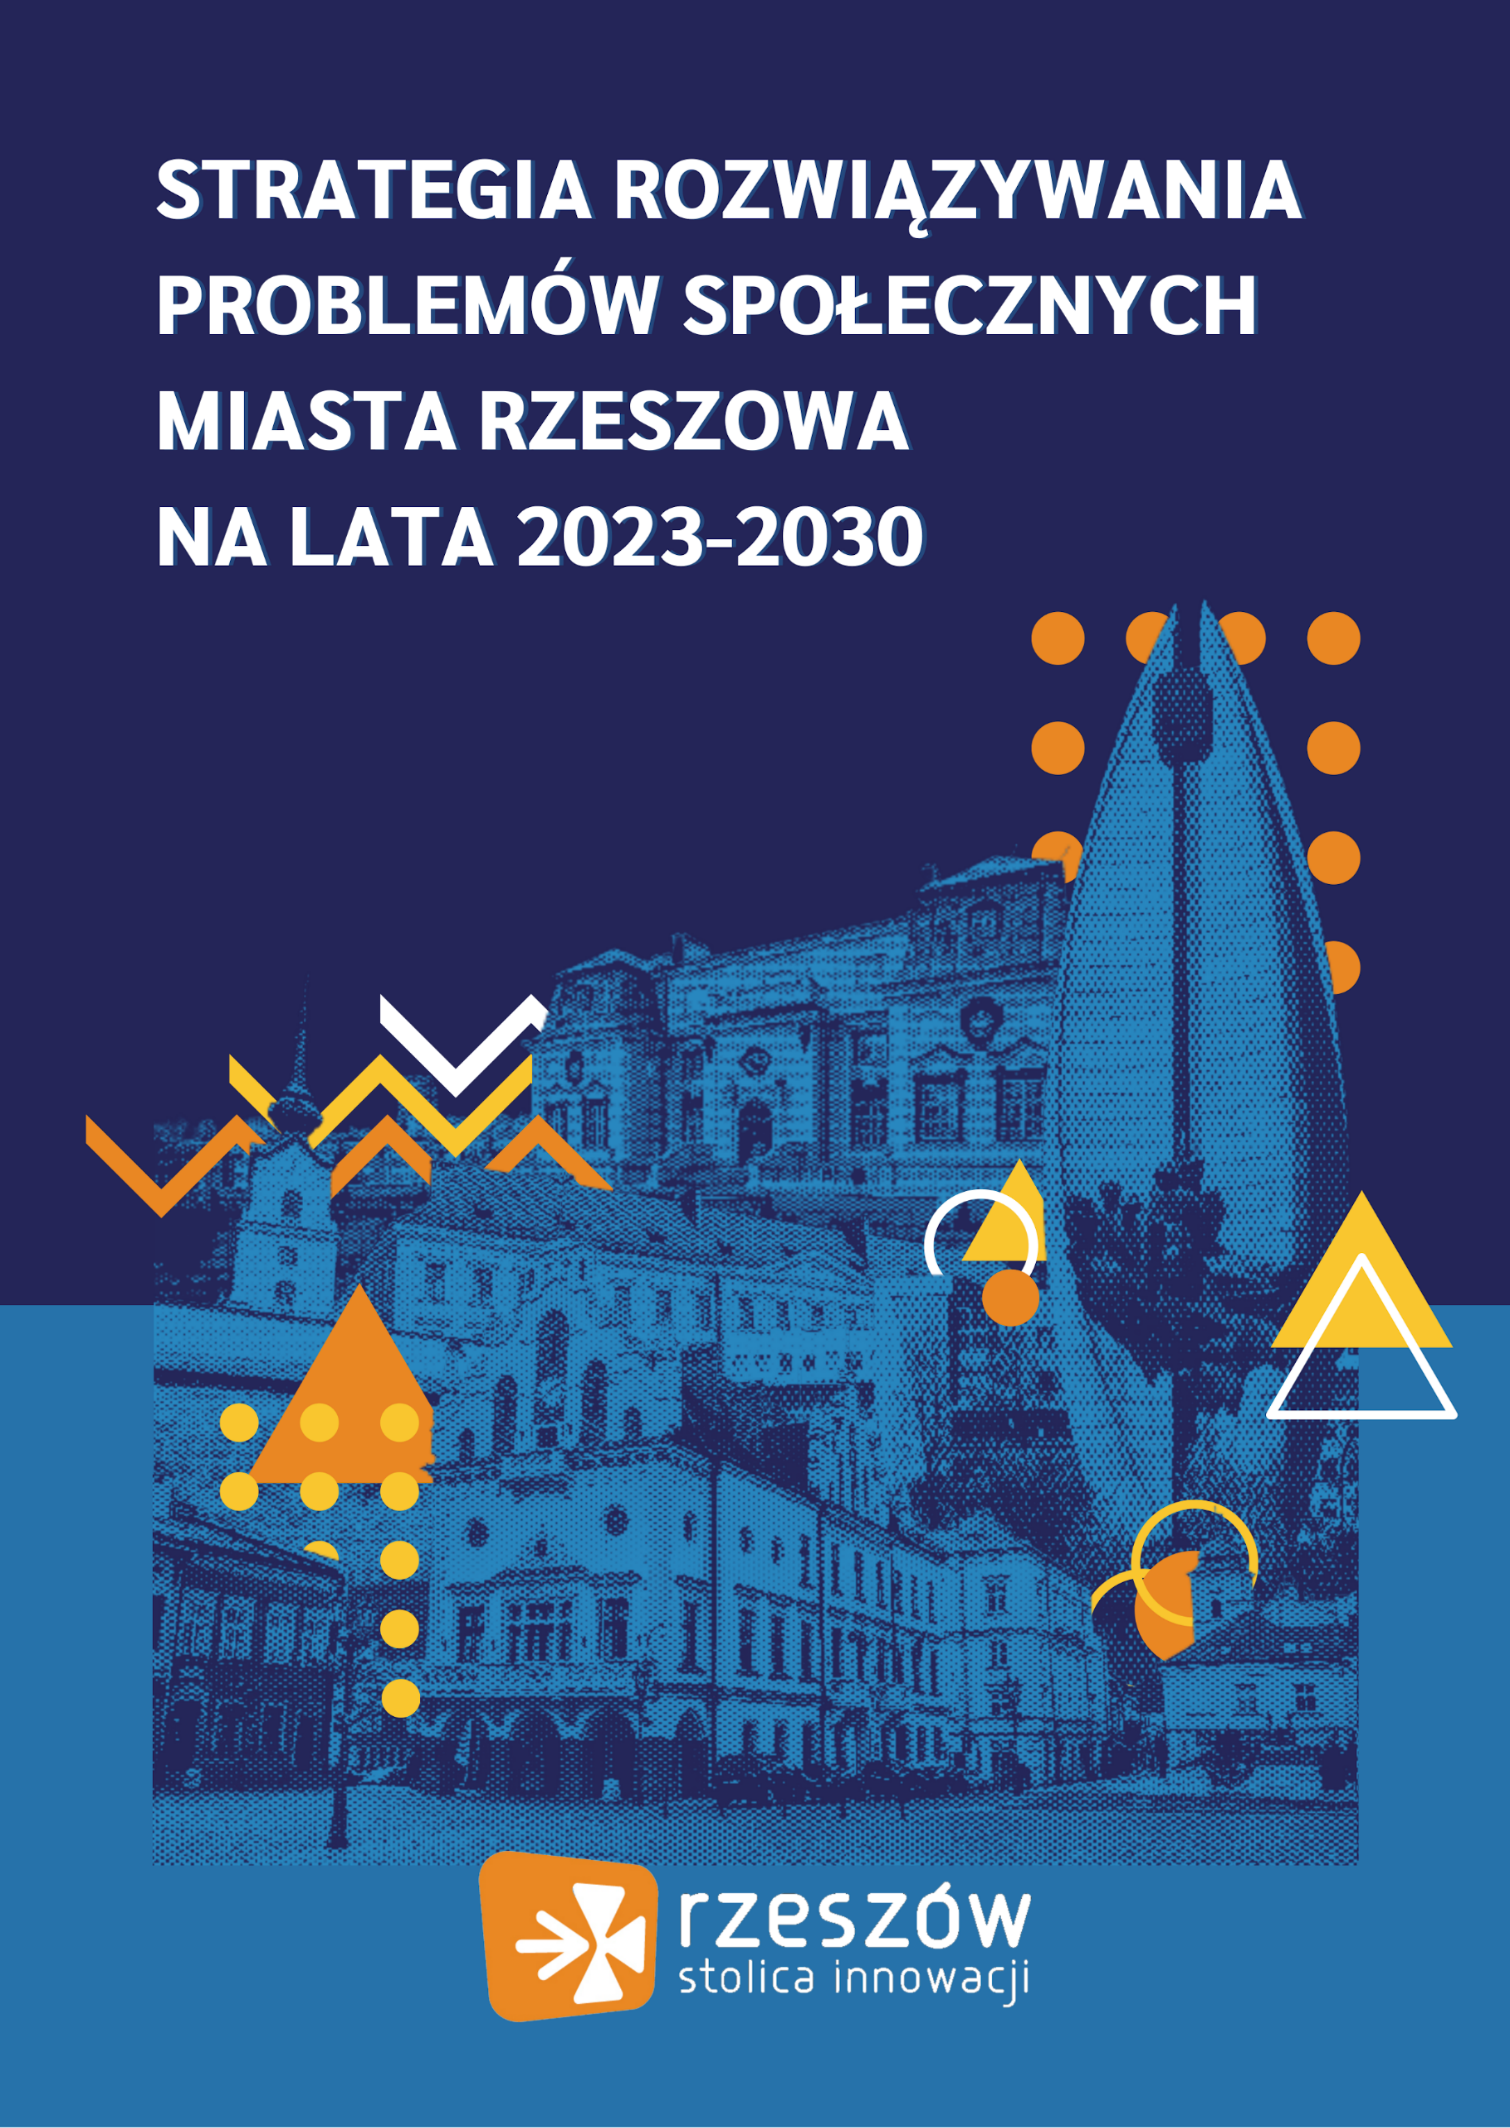 STRATEGIA ROZWIĄZYWANIA
PROBLEMÓW SPOŁECZNYCH
MIASTA RZESZOWA
NA LATA 2023-2030
rzeszów
stolica innowacji